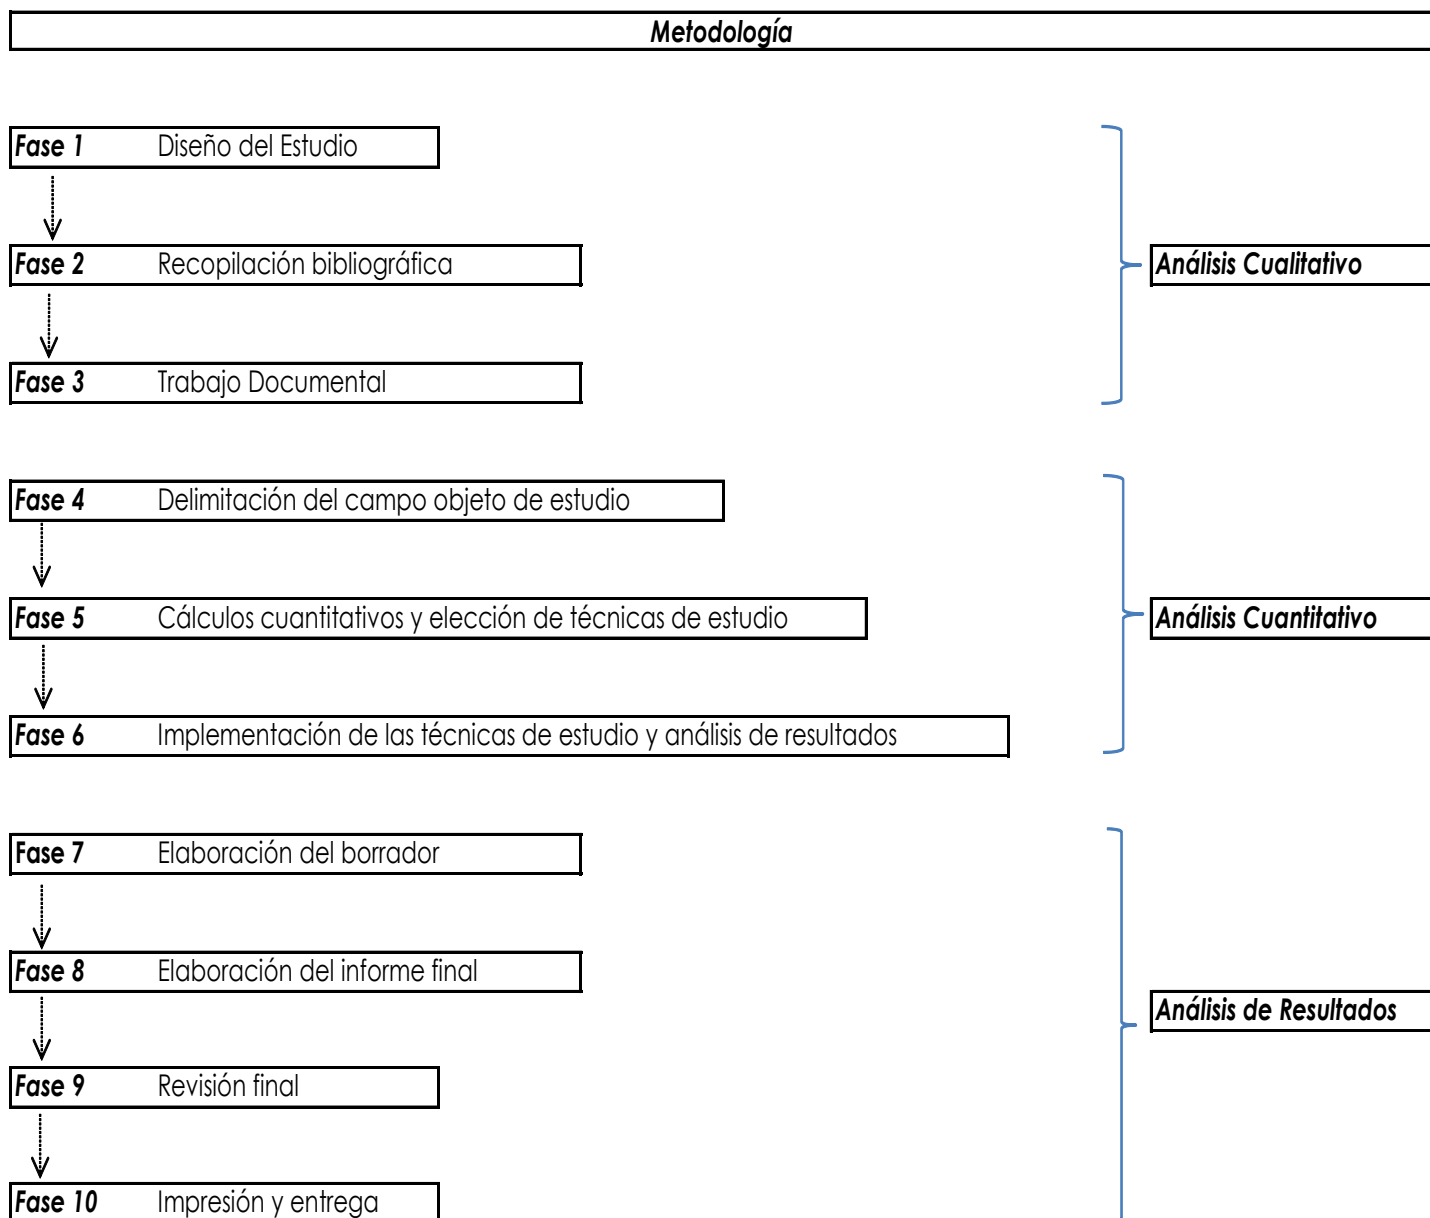 Metodología
Fase 1 Diseño del Estudio
Fase 2 Recopilación bibliográfica
Análisis Cualitativo
Fase 3 Trabajo Documental
Fase 4 Delimitación del campo objeto de estudio
Fase 5 Cálculos cuantitativos y elección de técnicas de estudio
Análisis Cuantitativo
Fase 6 Implementación de las técnicas de estudio y análisis de resultados
Fase 7 Elaboración del borrador
Fase 8 Elaboración del informe final
Análisis de Resultados
Fase 9 Revisión final
Fase 10 Impresión y entrega